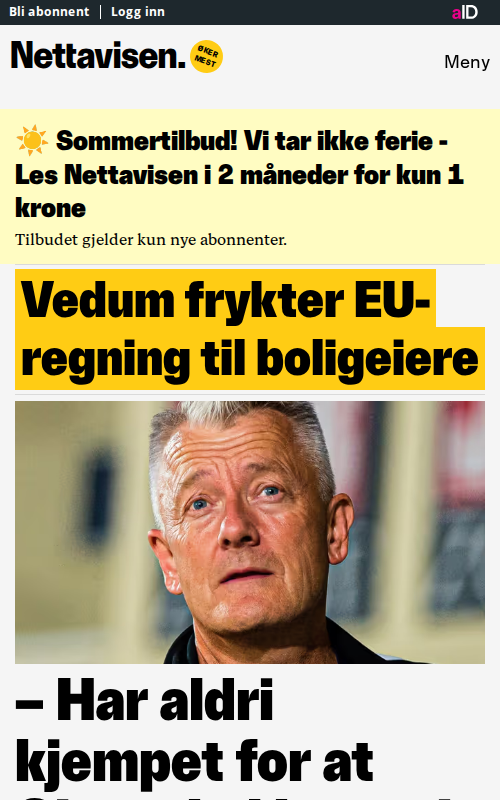 Bli abonnent | Logg inn
aID
Nettavisen.
ØKER
MEST
Meny
☀️ Sommertilbud! Vi tar ikke ferie -
Les Nettavisen i 2 måneder for kun 1
krone
Tilbudet gjelder kun nye abonnenter.
Vedum frykter EU-
regning til boligeiere
– Har aldri
kjempet for at